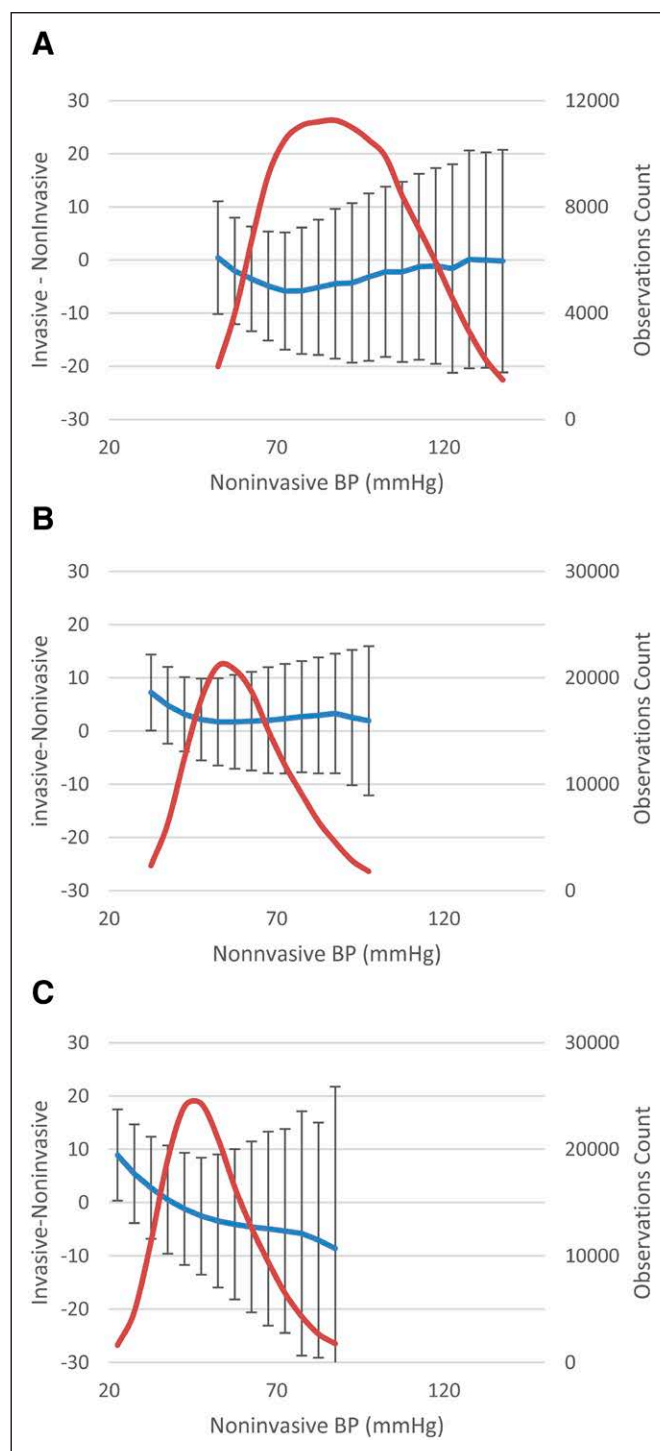 A
30 12000
20
10 8000
0
-10 4000
-20
-30 0
20 70 120
Invasive - NonInvasive
Observations Count
Noninvasive BP (mmHg)
B
30 30000
20
10 20000
0
-10 10000
-20
-30 0
20 70 120
invasive-Nonivasive
Observations Count
Nonnvasive BP (mmHg)
C
30 30000
20
10 20000
0
-10 10000
-20
-30 0
20 70 120
Invasive-Noninvasive
Observations Count
Noninvasive BP (mmHg)